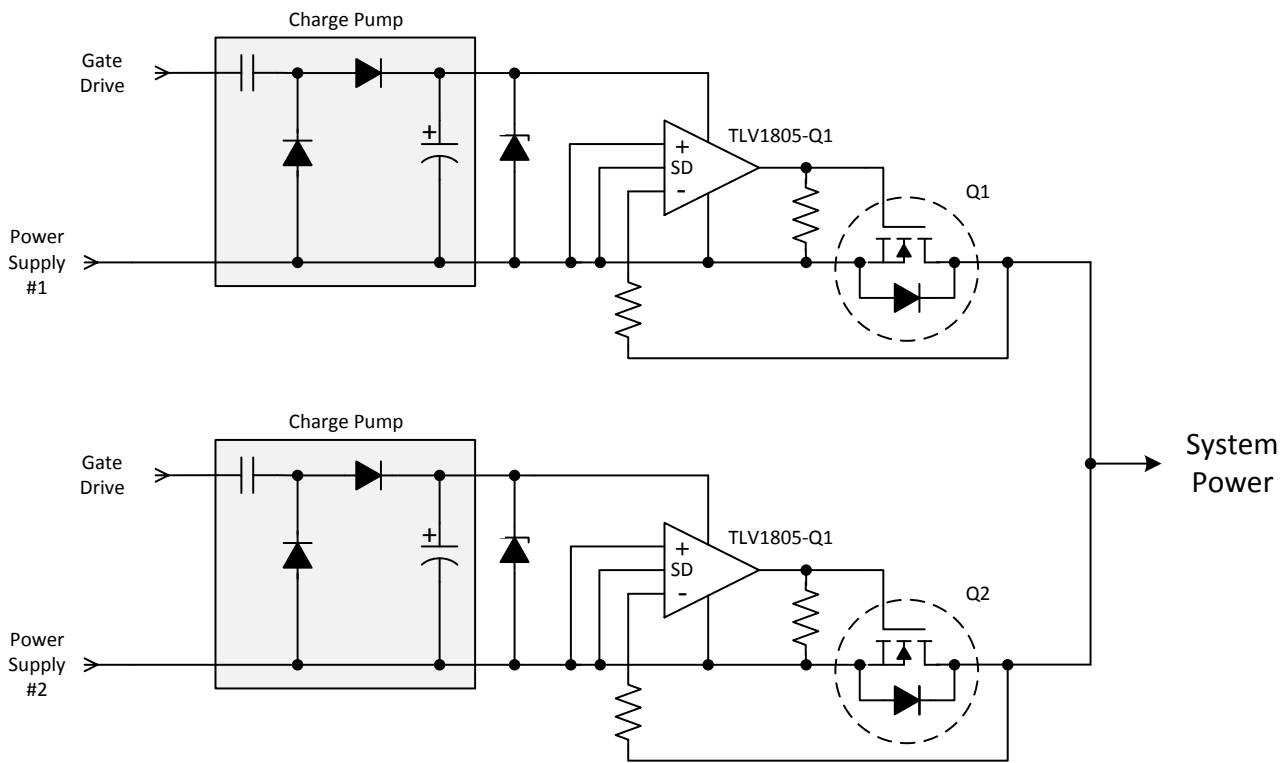 Charge Pump
Gate
Drive
TLV1805-Q1
+
+
SD
-
Q1
Power
Supply
#1
Charge Pump
Gate
Drive
System
Power
TLV1805-Q1
+
+
SD
-
Q2
Power
Supply
#2